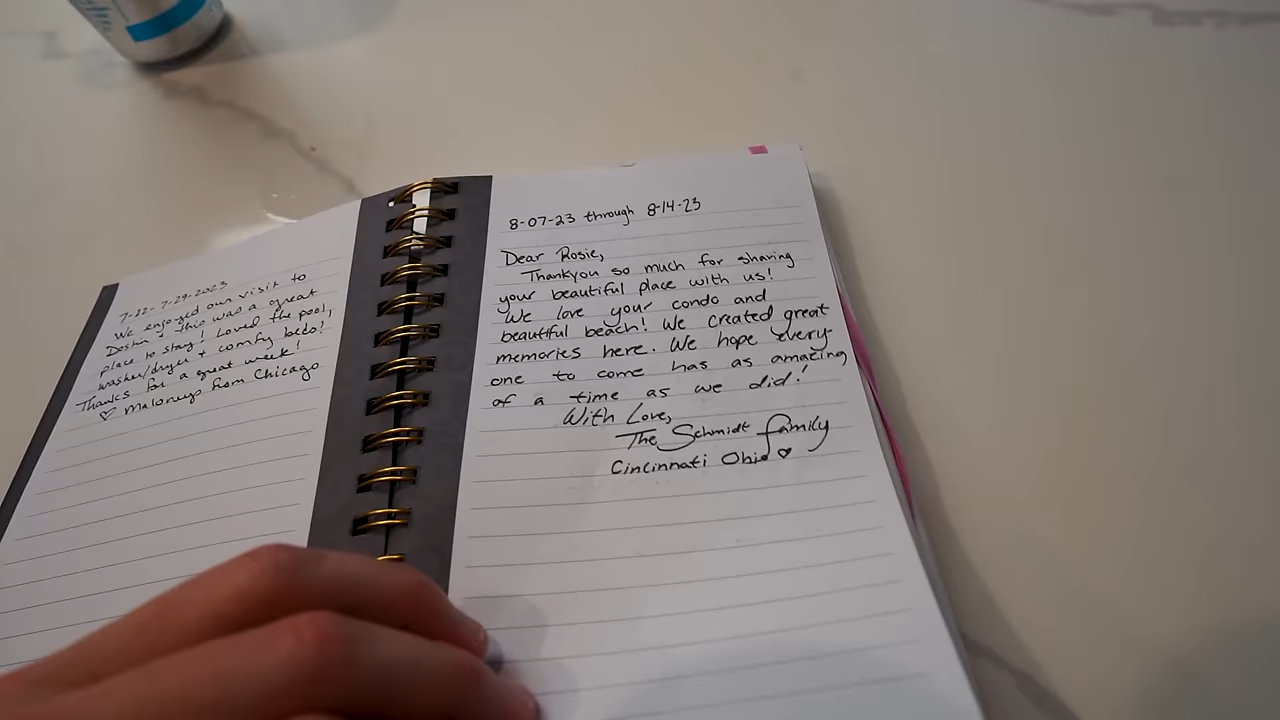 7-22-7-29-2023
We enjoyed our visit to
Destin, this was a great
place to stay! Loved the pool,
washer/dryer + comfy beds!
Thanks for a great week!
♡ Maloneys from Chicago
8-07-23 through 8-14-23
Dear Rosie,
Thankyou so much for sharing
your beautiful place with us!
We love your condo and
beautiful beach! We created great
memories here. We hope every
one to come has as amazing
of a time as we did!
With Love,
The Schmidt family
Cincinnati Ohio ♡